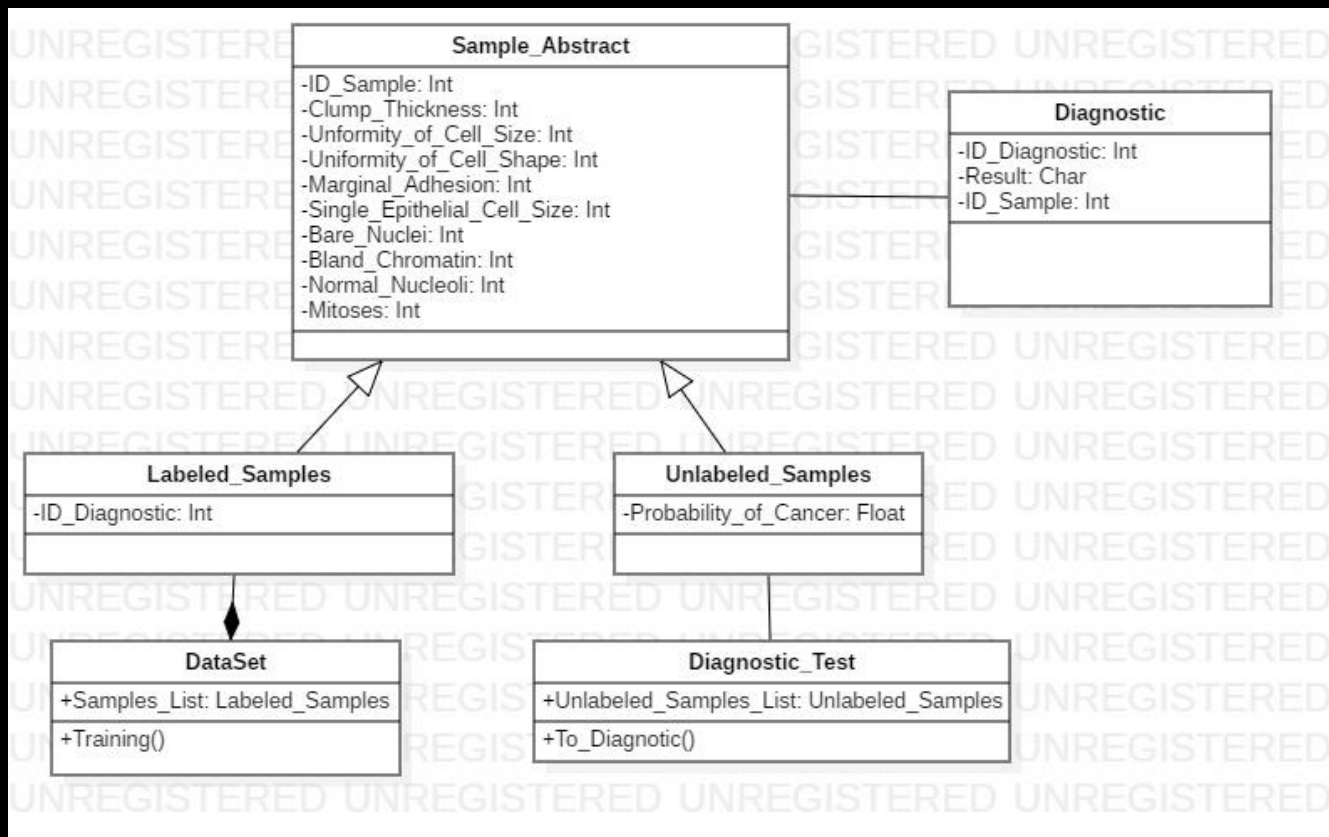 Sample_Abstract
-ID_Sample: Int
-Clump_Thickness: Int
-Unformity_of_Cell_Size: Int
-Uniformity_of_Cell_Shape: Int
-Marginal_Adhesion: Int
-Single_Epithelial_Cell_Size: Int
-Bare_Nuclei: Int
-Bland_Chromatin: Int
-Normal_Nucleoli: Int
-Mitoses: Int
Diagnostic
-ID_Diagnostic: Int
-Result: Char
-ID_Sample: Int
Labeled_Samples
-ID_Diagnostic: Int
Unlabeled_Samples
-Probability_of_Cancer: Float
DataSet
+Samples_List: Labeled_Samples
+Training()
Diagnostic_Test
+Unlabeled_Samples_List: Unlabeled_Samples
+To_Diagnotic()
UNREGISTERED